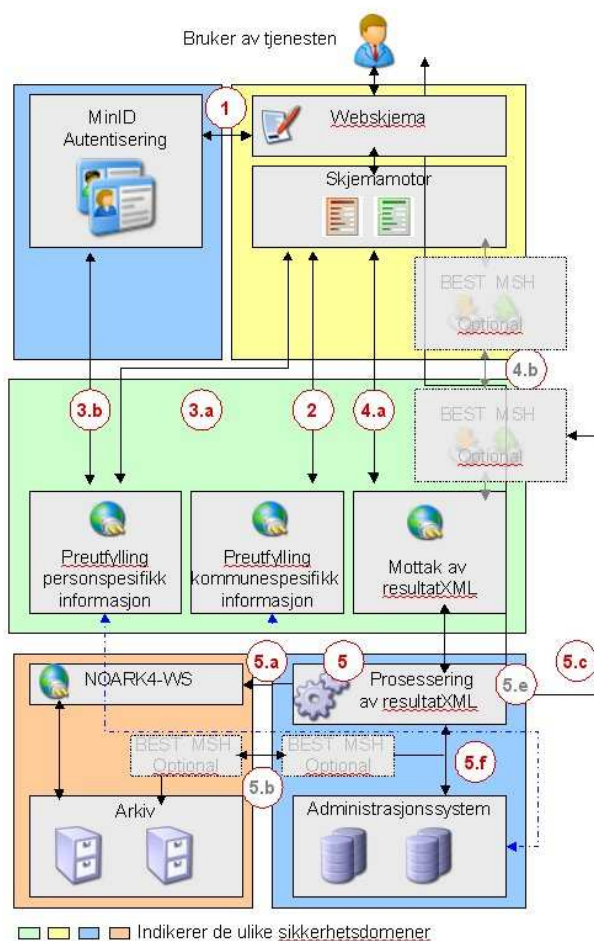 Bruker av tjenesten
1
MinID
Autentisering
Webskjema
Skjemamotor
BEST MSH
Optional
4.b
3.b
3.a
2
4.a
BEST MSH
Optional
Preutfylling
personspesifikk
informasjon
Preutfylling
kommunespesifikk
informasjon
Mottak av
resultatXML
5.a
5
5.e
5.c
NOARK4-WS
Prosessering
av resultatXML
BEST MSH
Optional
BEST MSH
Optional
5.b
5.f
Arkiv
Administrasjonssystem
Indikerer de ulike sikkerhetsdomener